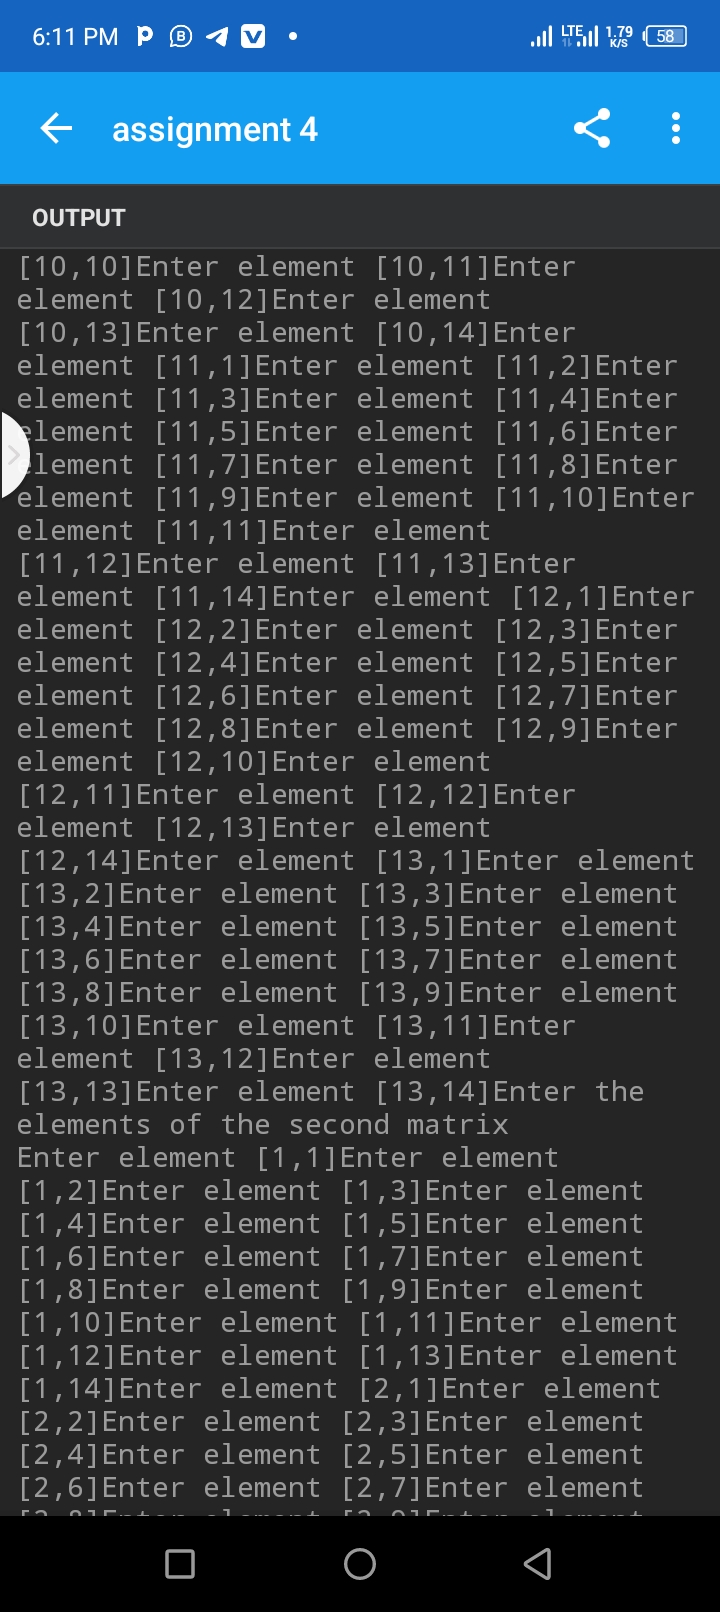 6:11 PM
LTE 1.79 K/S 58
assignment 4
OUTPUT
[10,10]Enter element [10,11]Enter
element [10,12]Enter element
[10,13]Enter element [10,14]Enter
element [11,1]Enter element [11,2]Enter
element [11,3]Enter element [11,4]Enter
element [11,5]Enter element [11,6]Enter
element [11,7]Enter element [11,8]Enter
element [11,9]Enter element [11,10]Enter
element [11,11]Enter element
[11,12]Enter element [11,13]Enter
element [11,14]Enter element [12,1]Enter
element [12,2]Enter element [12,3]Enter
element [12,4]Enter element [12,5]Enter
element [12,6]Enter element [12,7]Enter
element [12,8]Enter element [12,9]Enter
element [12,10]Enter element
[12,11]Enter element [12,12]Enter
element [12,13]Enter element
[12,14]Enter element [13,1]Enter element
[13,2]Enter element [13,3]Enter element
[13,4]Enter element [13,5]Enter element
[13,6]Enter element [13,7]Enter element
[13,8]Enter element [13,9]Enter element
[13,10]Enter element [13,11]Enter
element [13,12]Enter element
[13,13]Enter element [13,14]Enter the
elements of the second matrix
Enter element [1,1]Enter element
[1,2]Enter element [1,3]Enter element
[1,4]Enter element [1,5]Enter element
[1,6]Enter element [1,7]Enter element
[1,8]Enter element [1,9]Enter element
[1,10]Enter element [1,11]Enter element
[1,12]Enter element [1,13]Enter element
[1,14]Enter element [2,1]Enter element
[2,2]Enter element [2,3]Enter element
[2,4]Enter element [2,5]Enter element
[2,6]Enter element [2,7]Enter element
[2,8]Enter element [2,9]Enter element